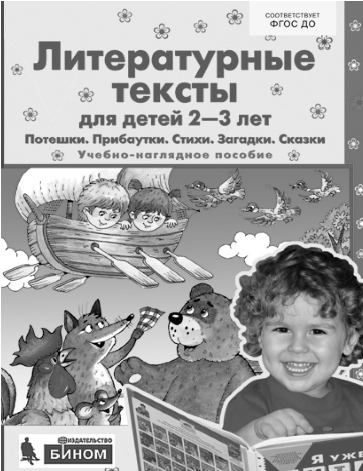 СООТВЕТСТВУЕТ
ФГОС ДО
Литературные
тексты
для детей 2—3 лет
Потешки. Прибаутки. Стихи. Загадки. Сказки
Учебно-наглядное пособие
ИЗДАТЕЛЬСТВО
БИНОМ
Я УЖ